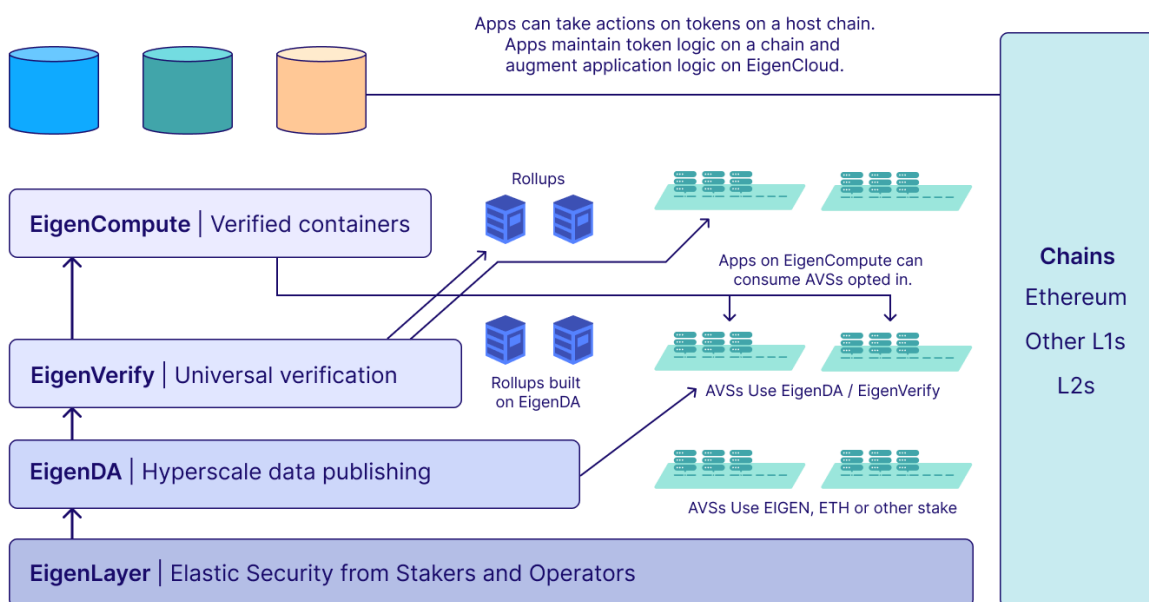 Apps can take actions on tokens on a host chain.
Apps maintain token logic on a chain and
augment application logic on EigenCloud.
EigenCompute | Verified containers
Rollups
Apps on EigenCompute can
consume AVSs opted in.
EigenVerify | Universal verification
Rollups built
on EigenDA
AVSs Use EigenDA / EigenVerify
EigenDA | Hyperscale data publishing
AVSs Use EIGEN, ETH or other stake
EigenLayer | Elastic Security from Stakers and Operators
Chains
Ethereum
Other L1s
L2s